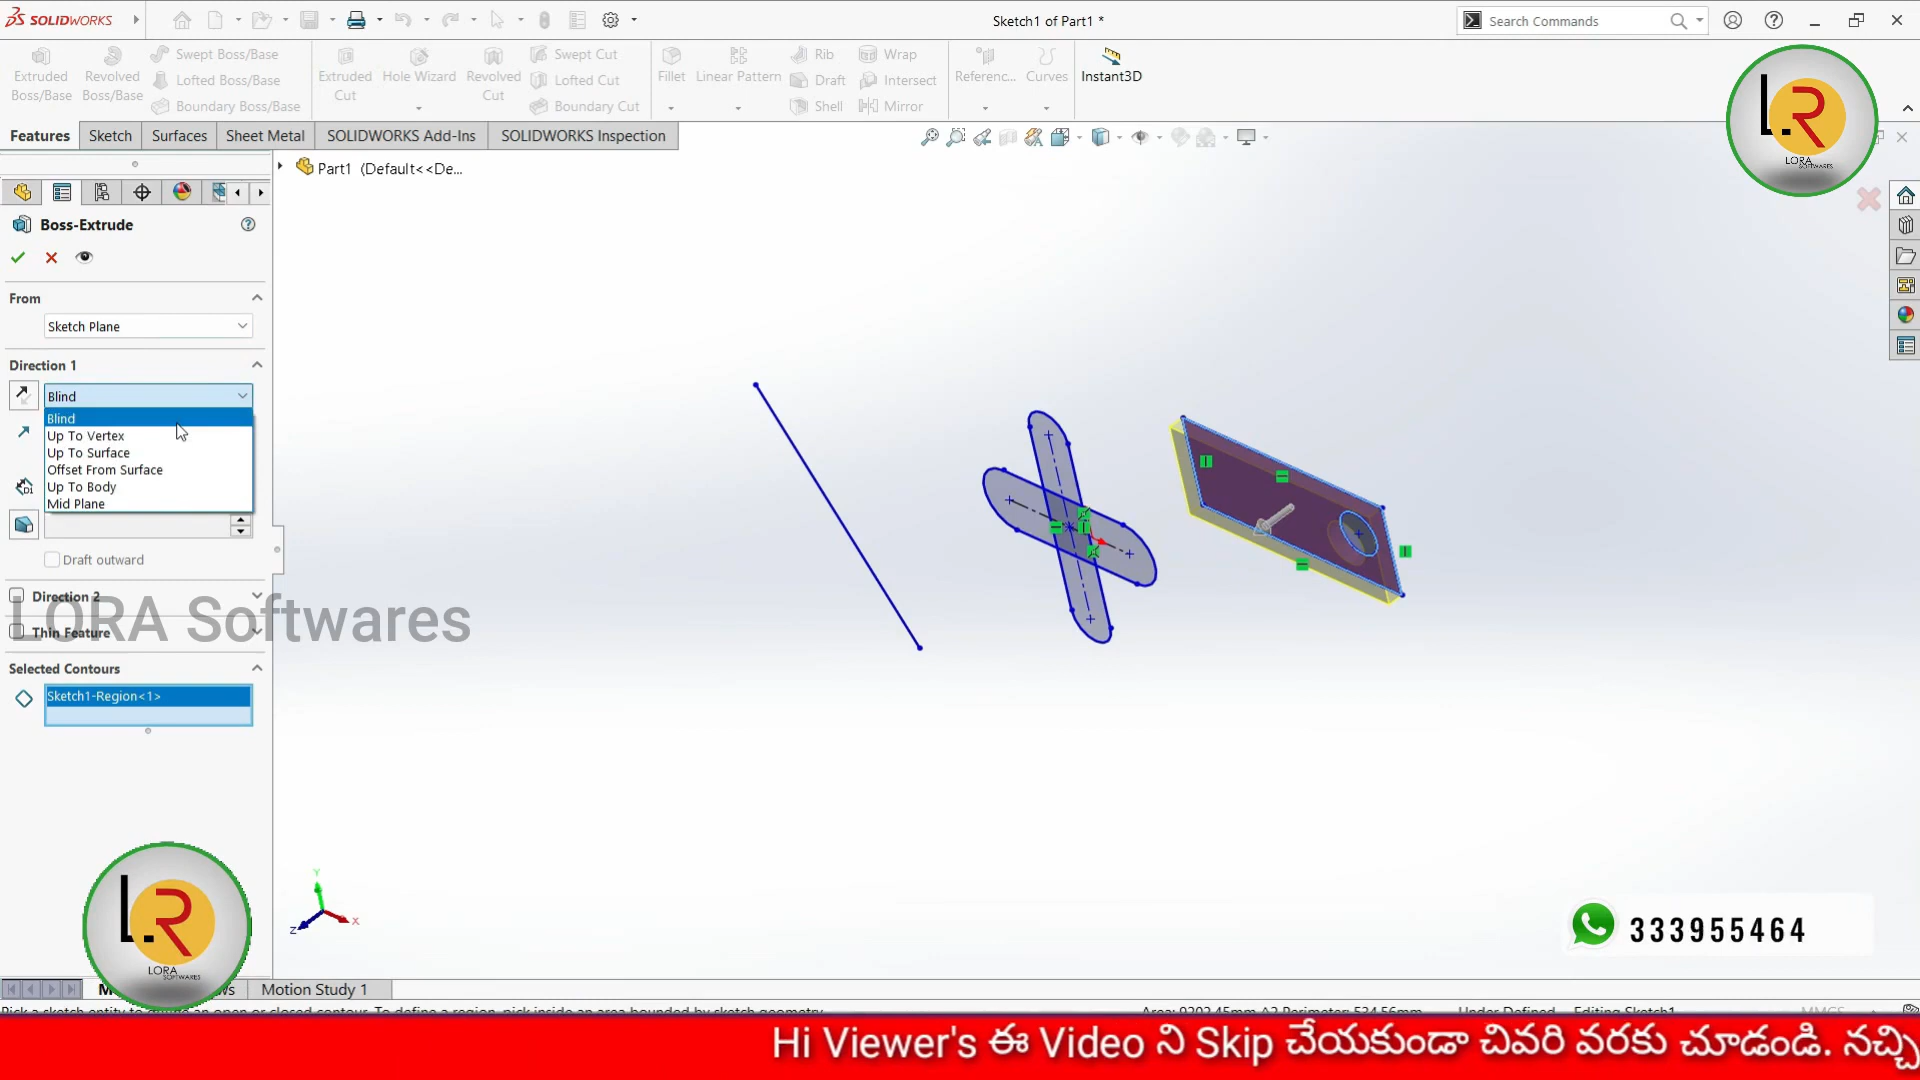 SOLIDWORKS
Sketch1 of Part1 *
Search Commands
Extruded Boss/Base
Revolved Boss/Base
Swept Boss/Base
Lofted Boss/Base
Boundary Boss/Base
Extruded Cut
Hole Wizard
Revolved Cut
Swept Cut
Lofted Cut
Boundary Cut
Fillet
Linear Pattern
Rib
Draft
Shell
Wrap
Intersect
Mirror
Referenc...
Curves
Instant3D
Features
Sketch
Surfaces
Sheet Metal
SOLIDWORKS Add-Ins
SOLIDWORKS Inspection
L.R
LORA
SOFTWARES
Part1 (Default<<De...
Boss-Extrude
From
Sketch Plane
Direction 1
Blind
Blind
Up To Vertex
Up To Surface
Offset From Surface
Up To Body
Mid Plane
Draft outward
Direction 2
LORA Softwares
Thin Feature
Selected Contours
Sketch1-Region<1>
Y
X
Z
L.R
LORA
SOFTWARES
333955464
Motion Study 1
Hi Viewer's ఈ Video ని Skip చేయకుండా చివరి వరకు చూడండి. నచ్చి